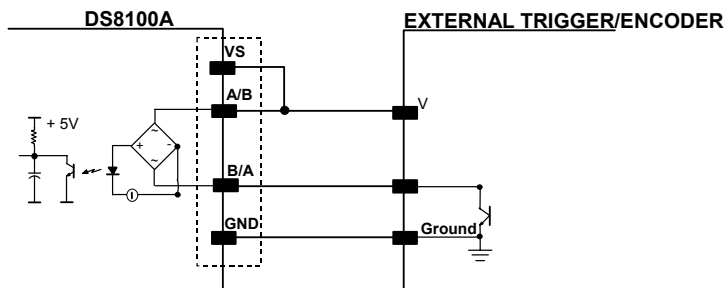 DS8100A
EXTERNAL TRIGGER/ENCODER
VS
A/B
V
+ 5V
+
~
-
~
B/A
I
GND
Ground